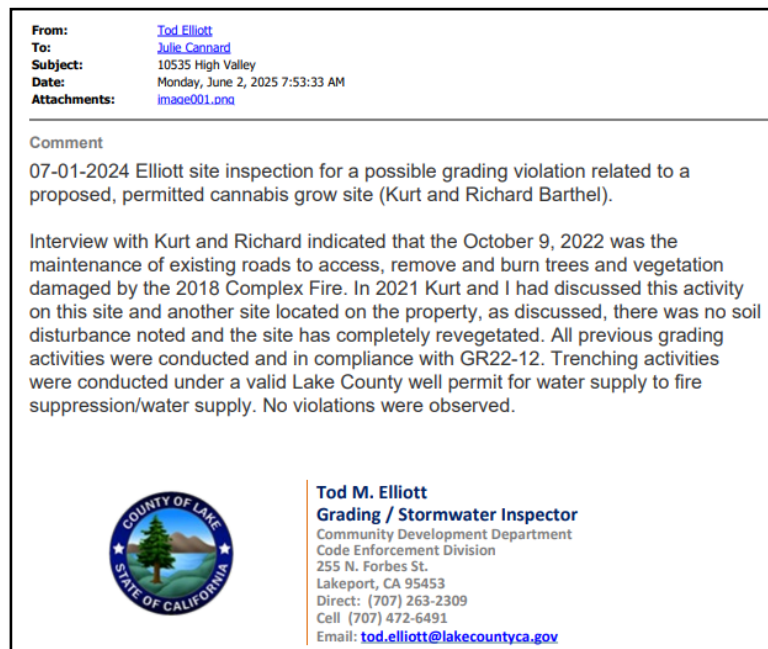 From: Tod Elliott
To: Julie Cannard
Subject: 10535 High Valley
Date: Monday, June 2, 2025 7:53:33 AM
Attachments: image001.png
Comment
07-01-2024 Elliott site inspection for a possible grading violation related to a
proposed, permitted cannabis grow site (Kurt and Richard Barthel).
Interview with Kurt and Richard indicated that the October 9, 2022 was the
maintenance of existing roads to access, remove and burn trees and vegetation
damaged by the 2018 Complex Fire. In 2021 Kurt and I had discussed this activity
on this site and another site located on the property, as discussed, there was no soil
disturbance noted and the site has completely revegetated. All previous grading
activities were conducted and in compliance with GR22-12. Trenching activities
were conducted under a valid Lake County well permit for water supply to fire
suppression/water supply. No violations were observed.
COUNTY OF LAKE
STATE OF CALIFORNIA
Tod M. Elliott
Grading / Stormwater Inspector
Community Development Department
Code Enforcement Division
255 N. Forbes St.
Lakeport, CA 95453
Direct: (707) 263-2309
Cell (707) 472-6491
Email: tod.elliott@lakecountyca.gov